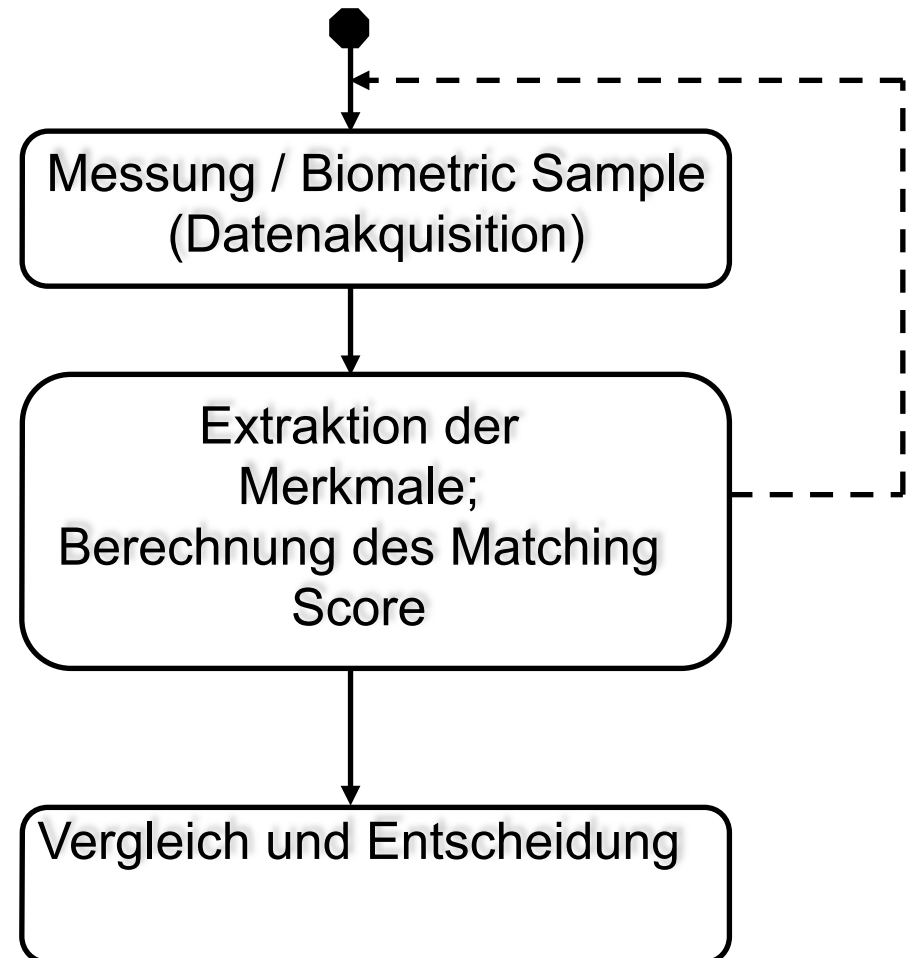 Messung / Biometric Sample
(Datenakquisition)
Extraktion der
Merkmale;
Berechnung des Matching
Score
Vergleich und Entscheidung